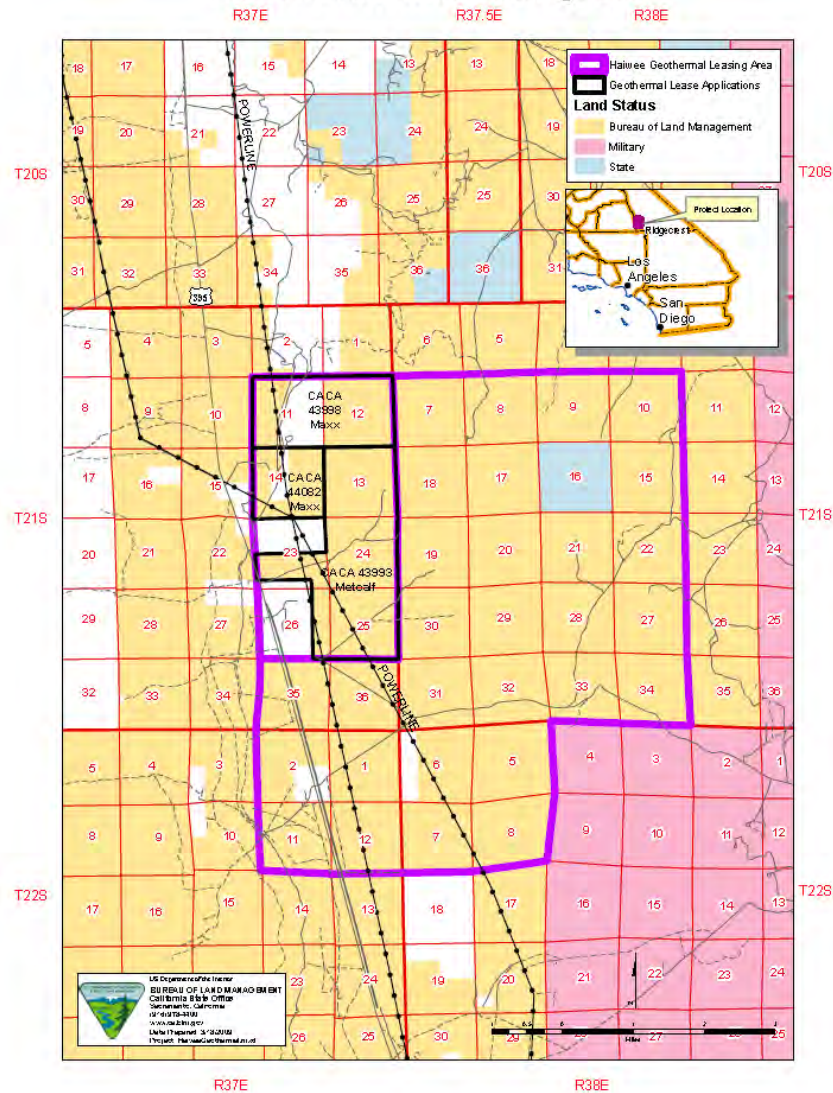 R37E R37.5E R38E
Haiwee Geothermal Leasing Area
Geothermal Lease Applications
Land Status
Bureau of Land Management
Military
State
Project Location
Ridgecrest
Los
Angeles
San
Diego
18 17 16 15 14 13 13 18
19 20 21 22 23 24 24 19
POWERLINE
T20S T20S
30 29 28 27 26 25 25 30
31 32 33 34 35 36 36 31
395
5 4 3 2 1 6 5
8 9 10 11 12 7 8 9 10 11 12
CACA
43998
Maxx
17 16 15 14 13 18 17 16 15 14 13
CACA
44082
Maxx
T21S T21S
20 21 22 23 24 19 20 21 22 23 24
CACA 43993
Metcalf
29 28 27 26 25 30 29 28 27 26 25
32 33 34 35 36 31 32 33 34 35 36
POWERLINE
5 4 3 2 1 6 5 4 3 2 1
8 9 10 11 12 7 8 9 10 11 12
T22S T22S
17 16 15 14 13 18 17 16 15 14 13
23 24 19 20 21 22 23 24
26 25 30 29 27 25
US Department of the Interior
BUREAU OF LAND MANAGEMENT
California State Office
Sacramento, California
www.ca.blm.gov
Miles
R37E R38E